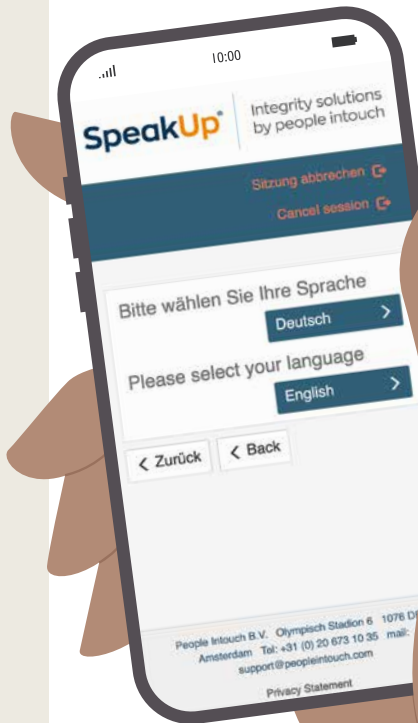 10:00
SpeakUp®
Integrity solutions
by people intouch
Sitzung abbrechen
Cancel session
Bitte wählen Sie Ihre Sprache
Deutsch
Please select your language
English
< Zurück < Back
People Intouch B.V. Olympisch Stadion 6 1076 DE
Amsterdam Tel: +31 (0) 20 673 10 35 mail:
support@peopleintouch.com
Privacy Statement